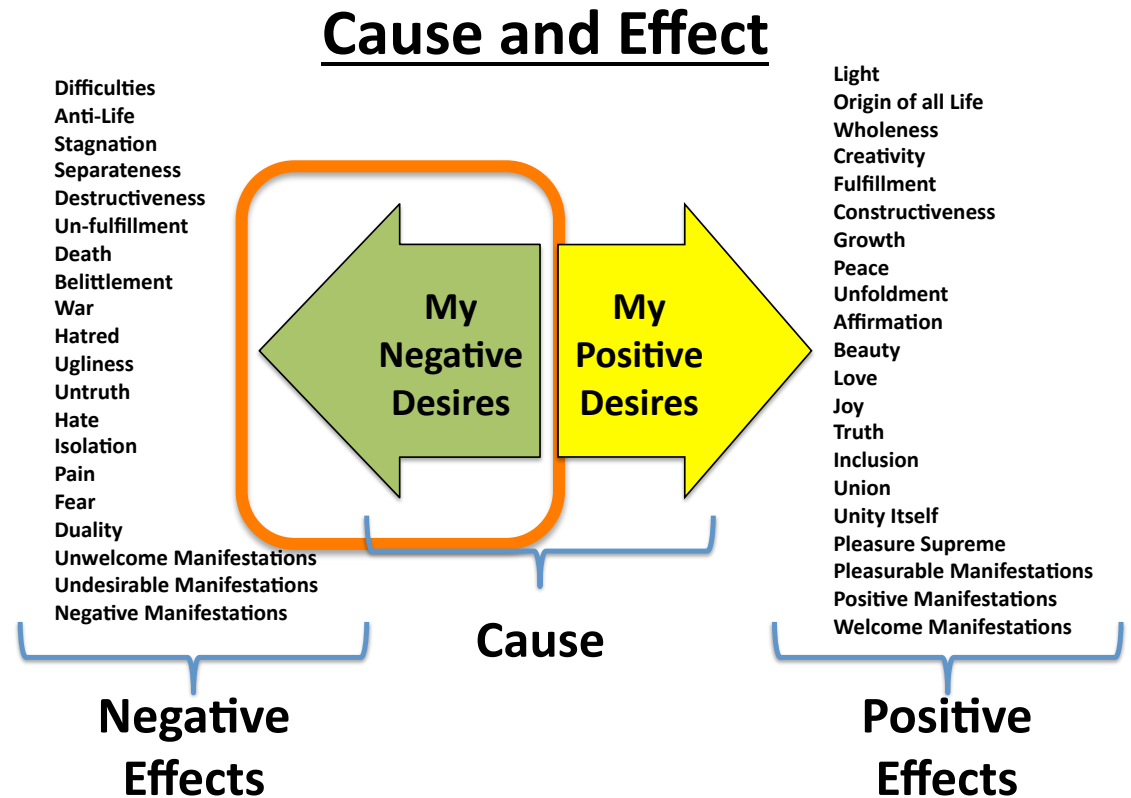 Cause and Effect
Difficulties
Anti-Life
Stagnation
Separateness
Destructiveness
Un-fulfillment
Death
Belittlement
War
Hatred
Ugliness
Untruth
Hate
Isolation
Pain
Fear
Duality
Unwelcome Manifestations
Undesirable Manifestations
Negative Manifestations
Negative
Effects
My
Negative
Desires
My
Positive
Desires
Cause
Light
Origin of all Life
Wholeness
Creativity
Fulfillment
Constructiveness
Growth
Peace
Unfoldment
Affirmation
Beauty
Love
Joy
Truth
Inclusion
Union
Unity Itself
Pleasure Supreme
Pleasurable Manifestations
Positive Manifestations
Welcome Manifestations
Positive
Effects